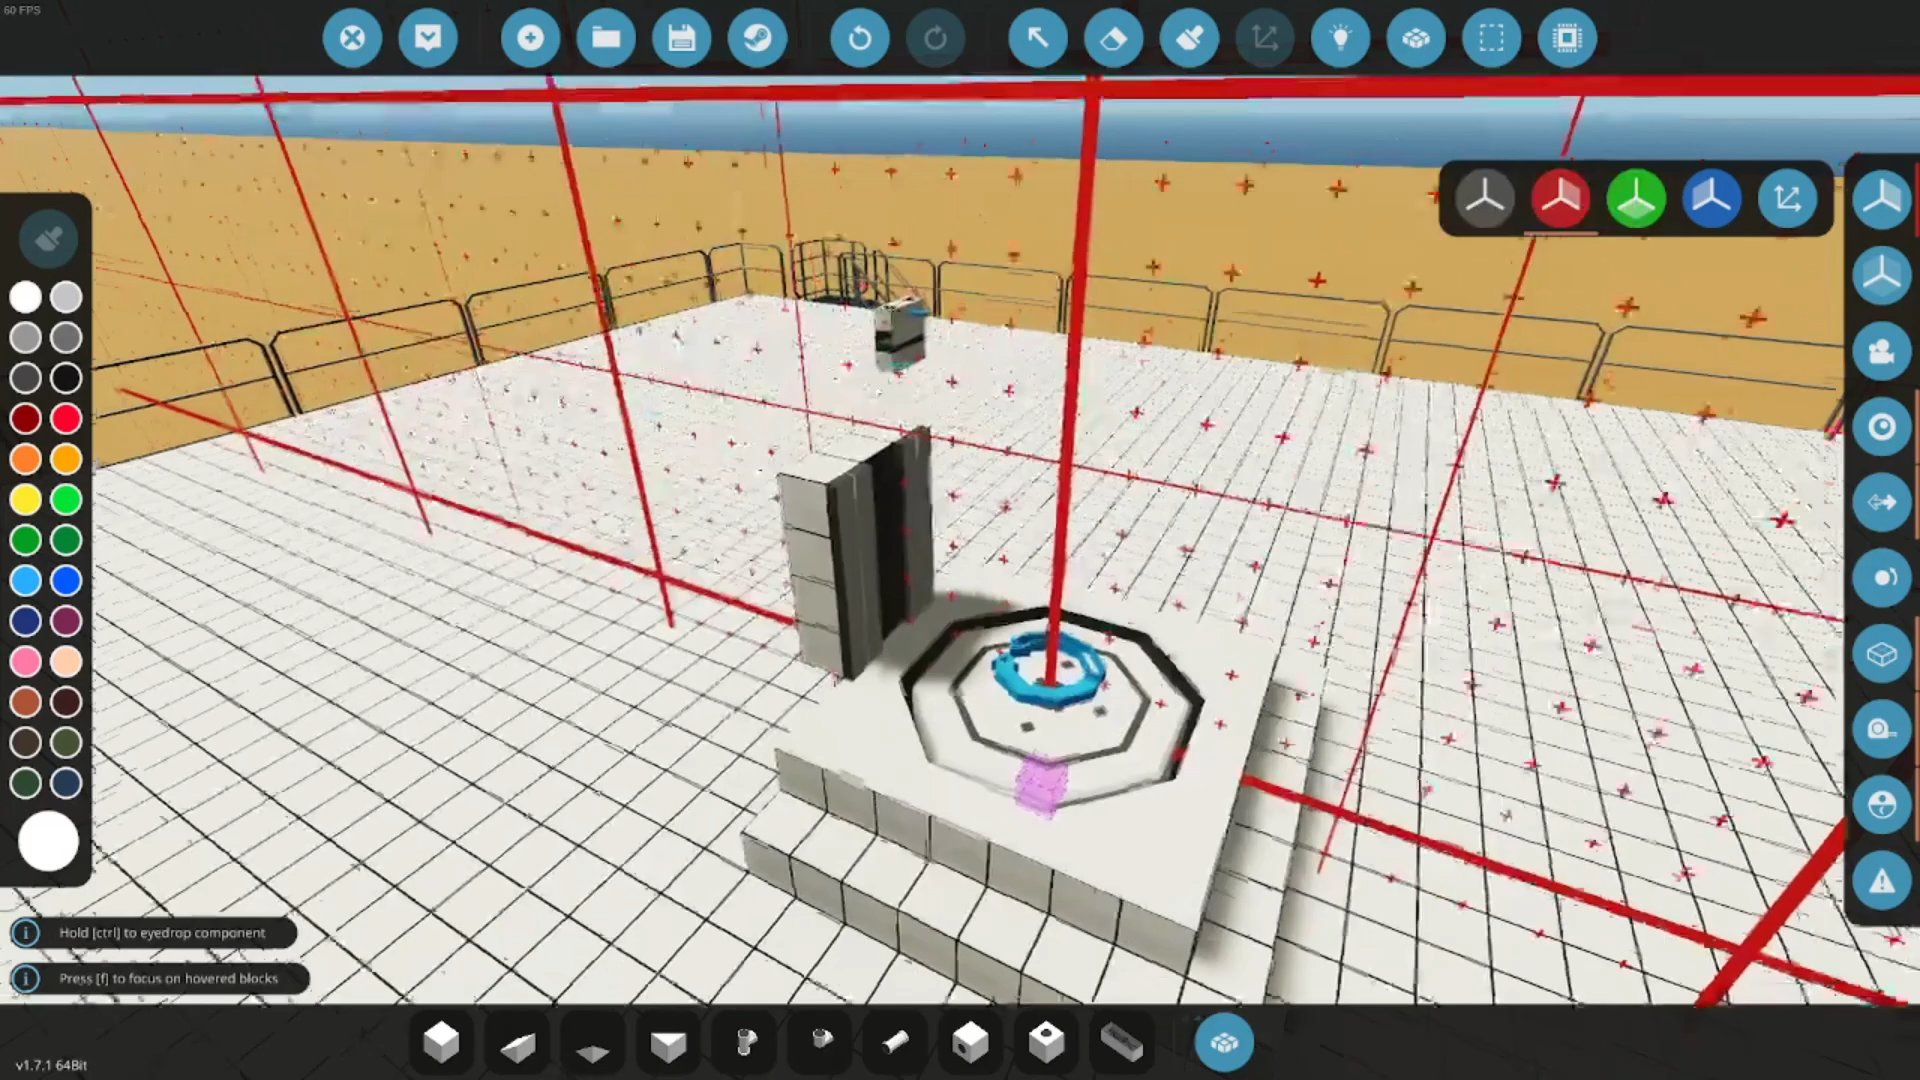 60 FPS
Hold [ctrl] to eyedrop component
Press [f] to focus on hovered blocks
v1.7.1 64Bit